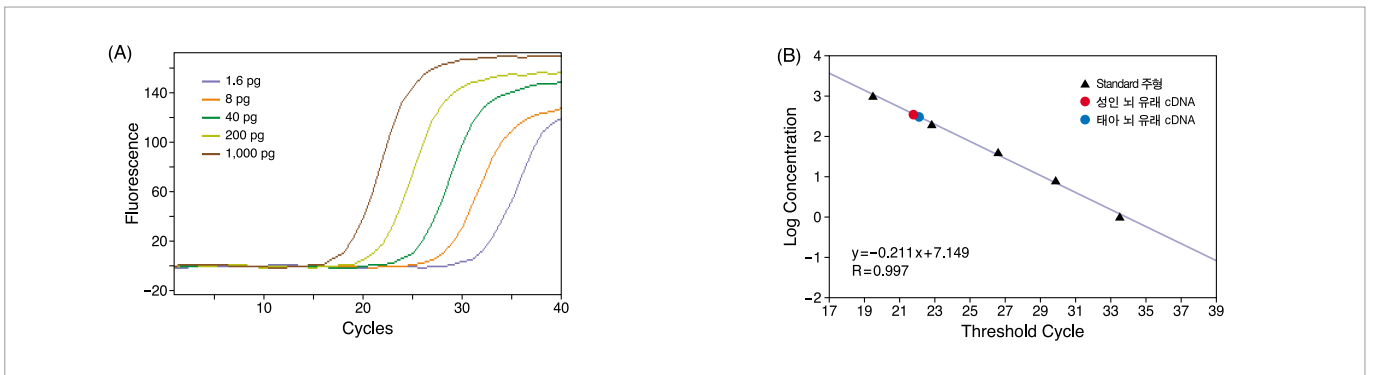 (A)
1.6 pg
8 pg
40 pg
200 pg
1,000 pg
140
100
60
20
−20
Fluorescence
10
20
30
40
Cycles
(B)
Standard 주형
성인 뇌 유래 cDNA
태아 뇌 유래 cDNA
4
3
2
1
0
−1
−2
Log Concentration
y=−0.211x+7.149
R=0.997
17
19
21
23
25
27
29
31
33
35
37
39
Threshold Cycle